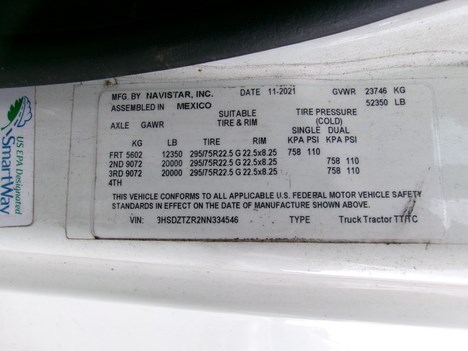 MFG. BY NAVISTAR, INC. DATE 11-2021 GVWR 23746 KG
ASSEMBLED IN MEXICO 52350 LB
SUITABLE TIRE PRESSURE
AXLE GAWR TIRE & RIM (COLD)
SINGLE DUAL
KG LB TIRES RIM KPA PSI KPA PSI
FRT 5602 12350 295/75R22.5 G 22.5x8.25 758 110
2ND 9072 20000 295/75R22.5 G 22.5x8.25 758 110
3RD 9072 20000 295/75R22.5 G 22.5x8.25 758 110
4TH
THIS VEHICLE CONFORMS TO ALL APPLICABLE U.S. FEDERAL MOTOR VEHICLE SAFETY
STANDARDS IN EFFECT ON THE DATE OF MANUFACTURE SHOWN ABOVE.
VIN: 3HSDZTZR2NN334546 TYPE Truck Tractor TT/TC
US EPA Designated
SmartWay